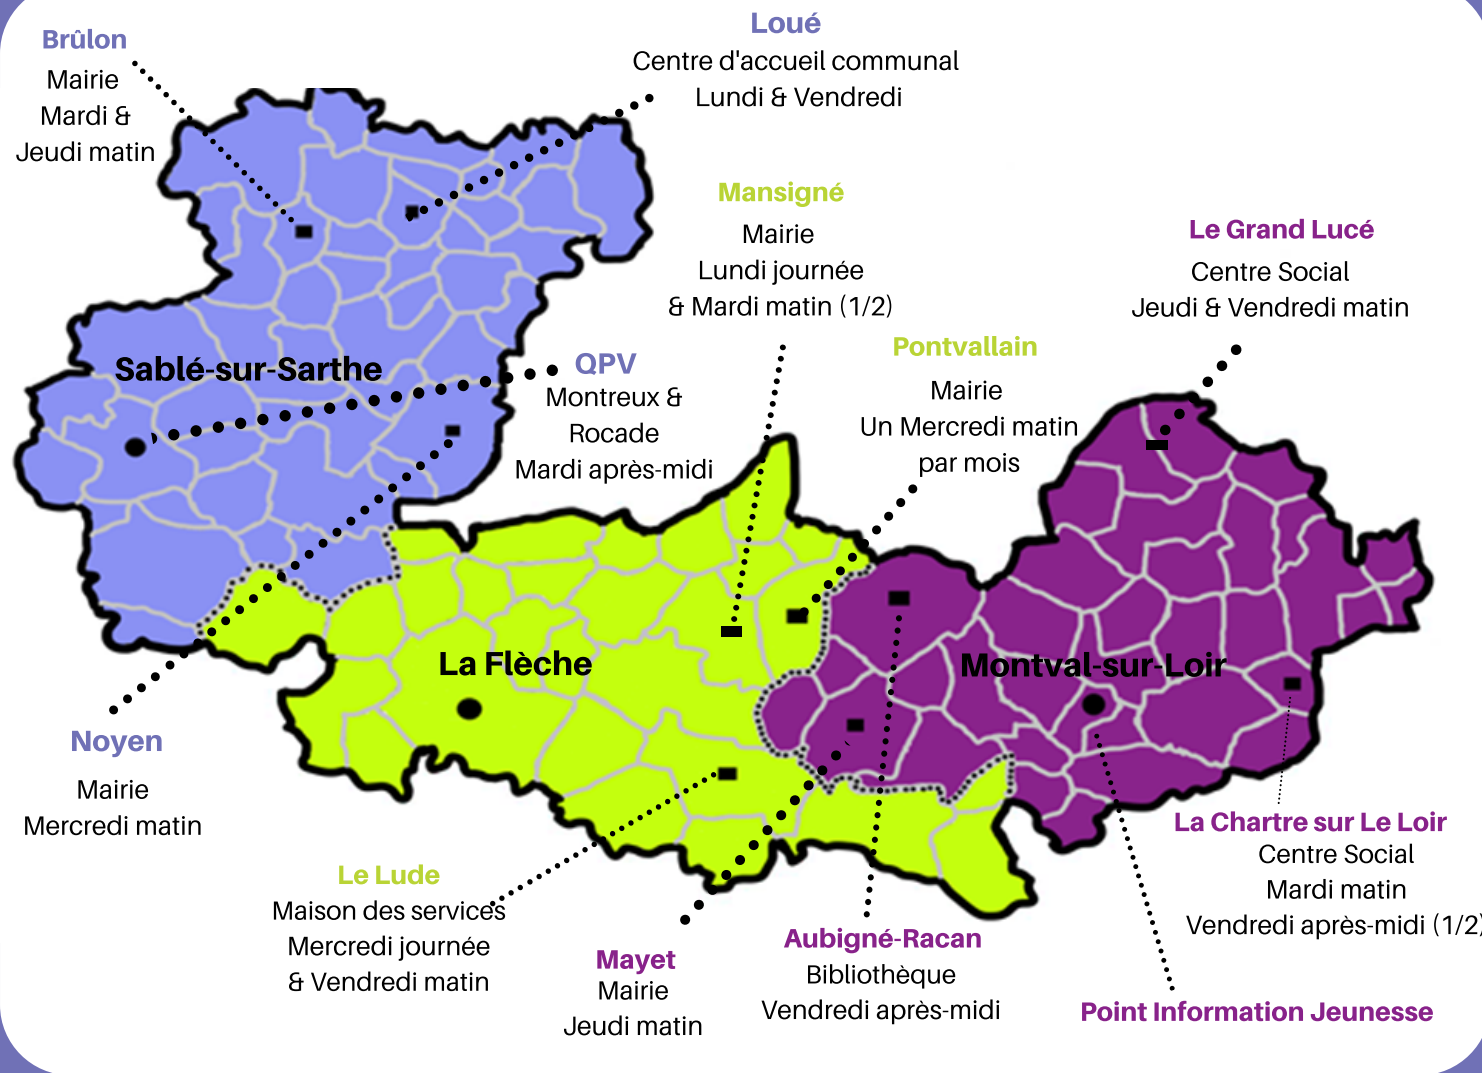 Brûlon
Mairie
Mardi &
Jeudi matin
Loué
Centre d'accueil communal
Lundi & Vendredi
Mansigné
Mairie
Lundi journée
& Mardi matin (1/2)
Le Grand Lucé
Centre Social
Jeudi & Vendredi matin
Pontvallain
Mairie
Un Mercredi matin
par mois
Sablé-sur-Sarthe
QPV
Montreux &
Rocade
Mardi après-midi
La Flèche
Montval-sur-Loir
Noyen
Mairie
Mercredi matin
Le Lude
Maison des services
Mercredi journée
& Vendredi matin
Mayet
Mairie
Jeudi matin
Aubigné-Racan
Bibliothèque
Vendredi après-midi
La Chartre sur Le Loir
Centre Social
Mardi matin
Vendredi après-midi (1/2)
Point Information Jeunesse